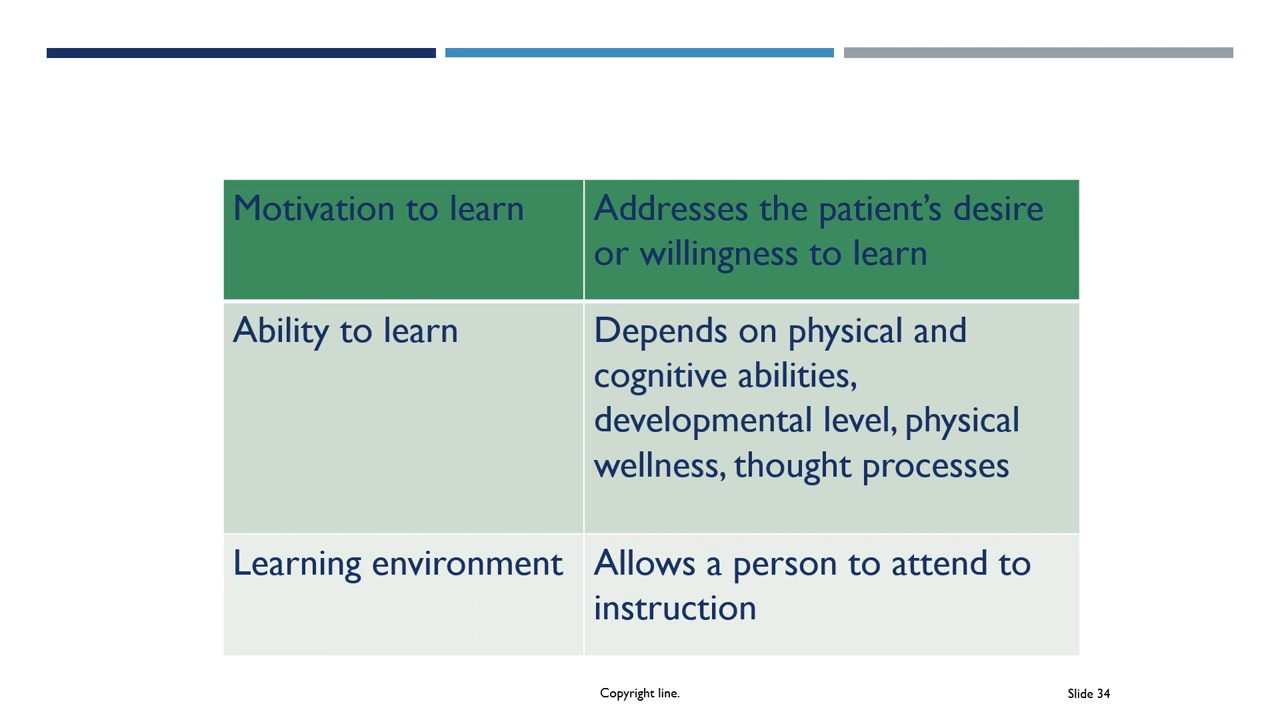 Motivation to learn
Addresses the patient’s desire
or willingness to learn
Ability to learn
Depends on physical and
cognitive abilities,
developmental level, physical
wellness, thought processes
Learning environment
Allows a person to attend to
instruction
Copyright line.
Slide 34